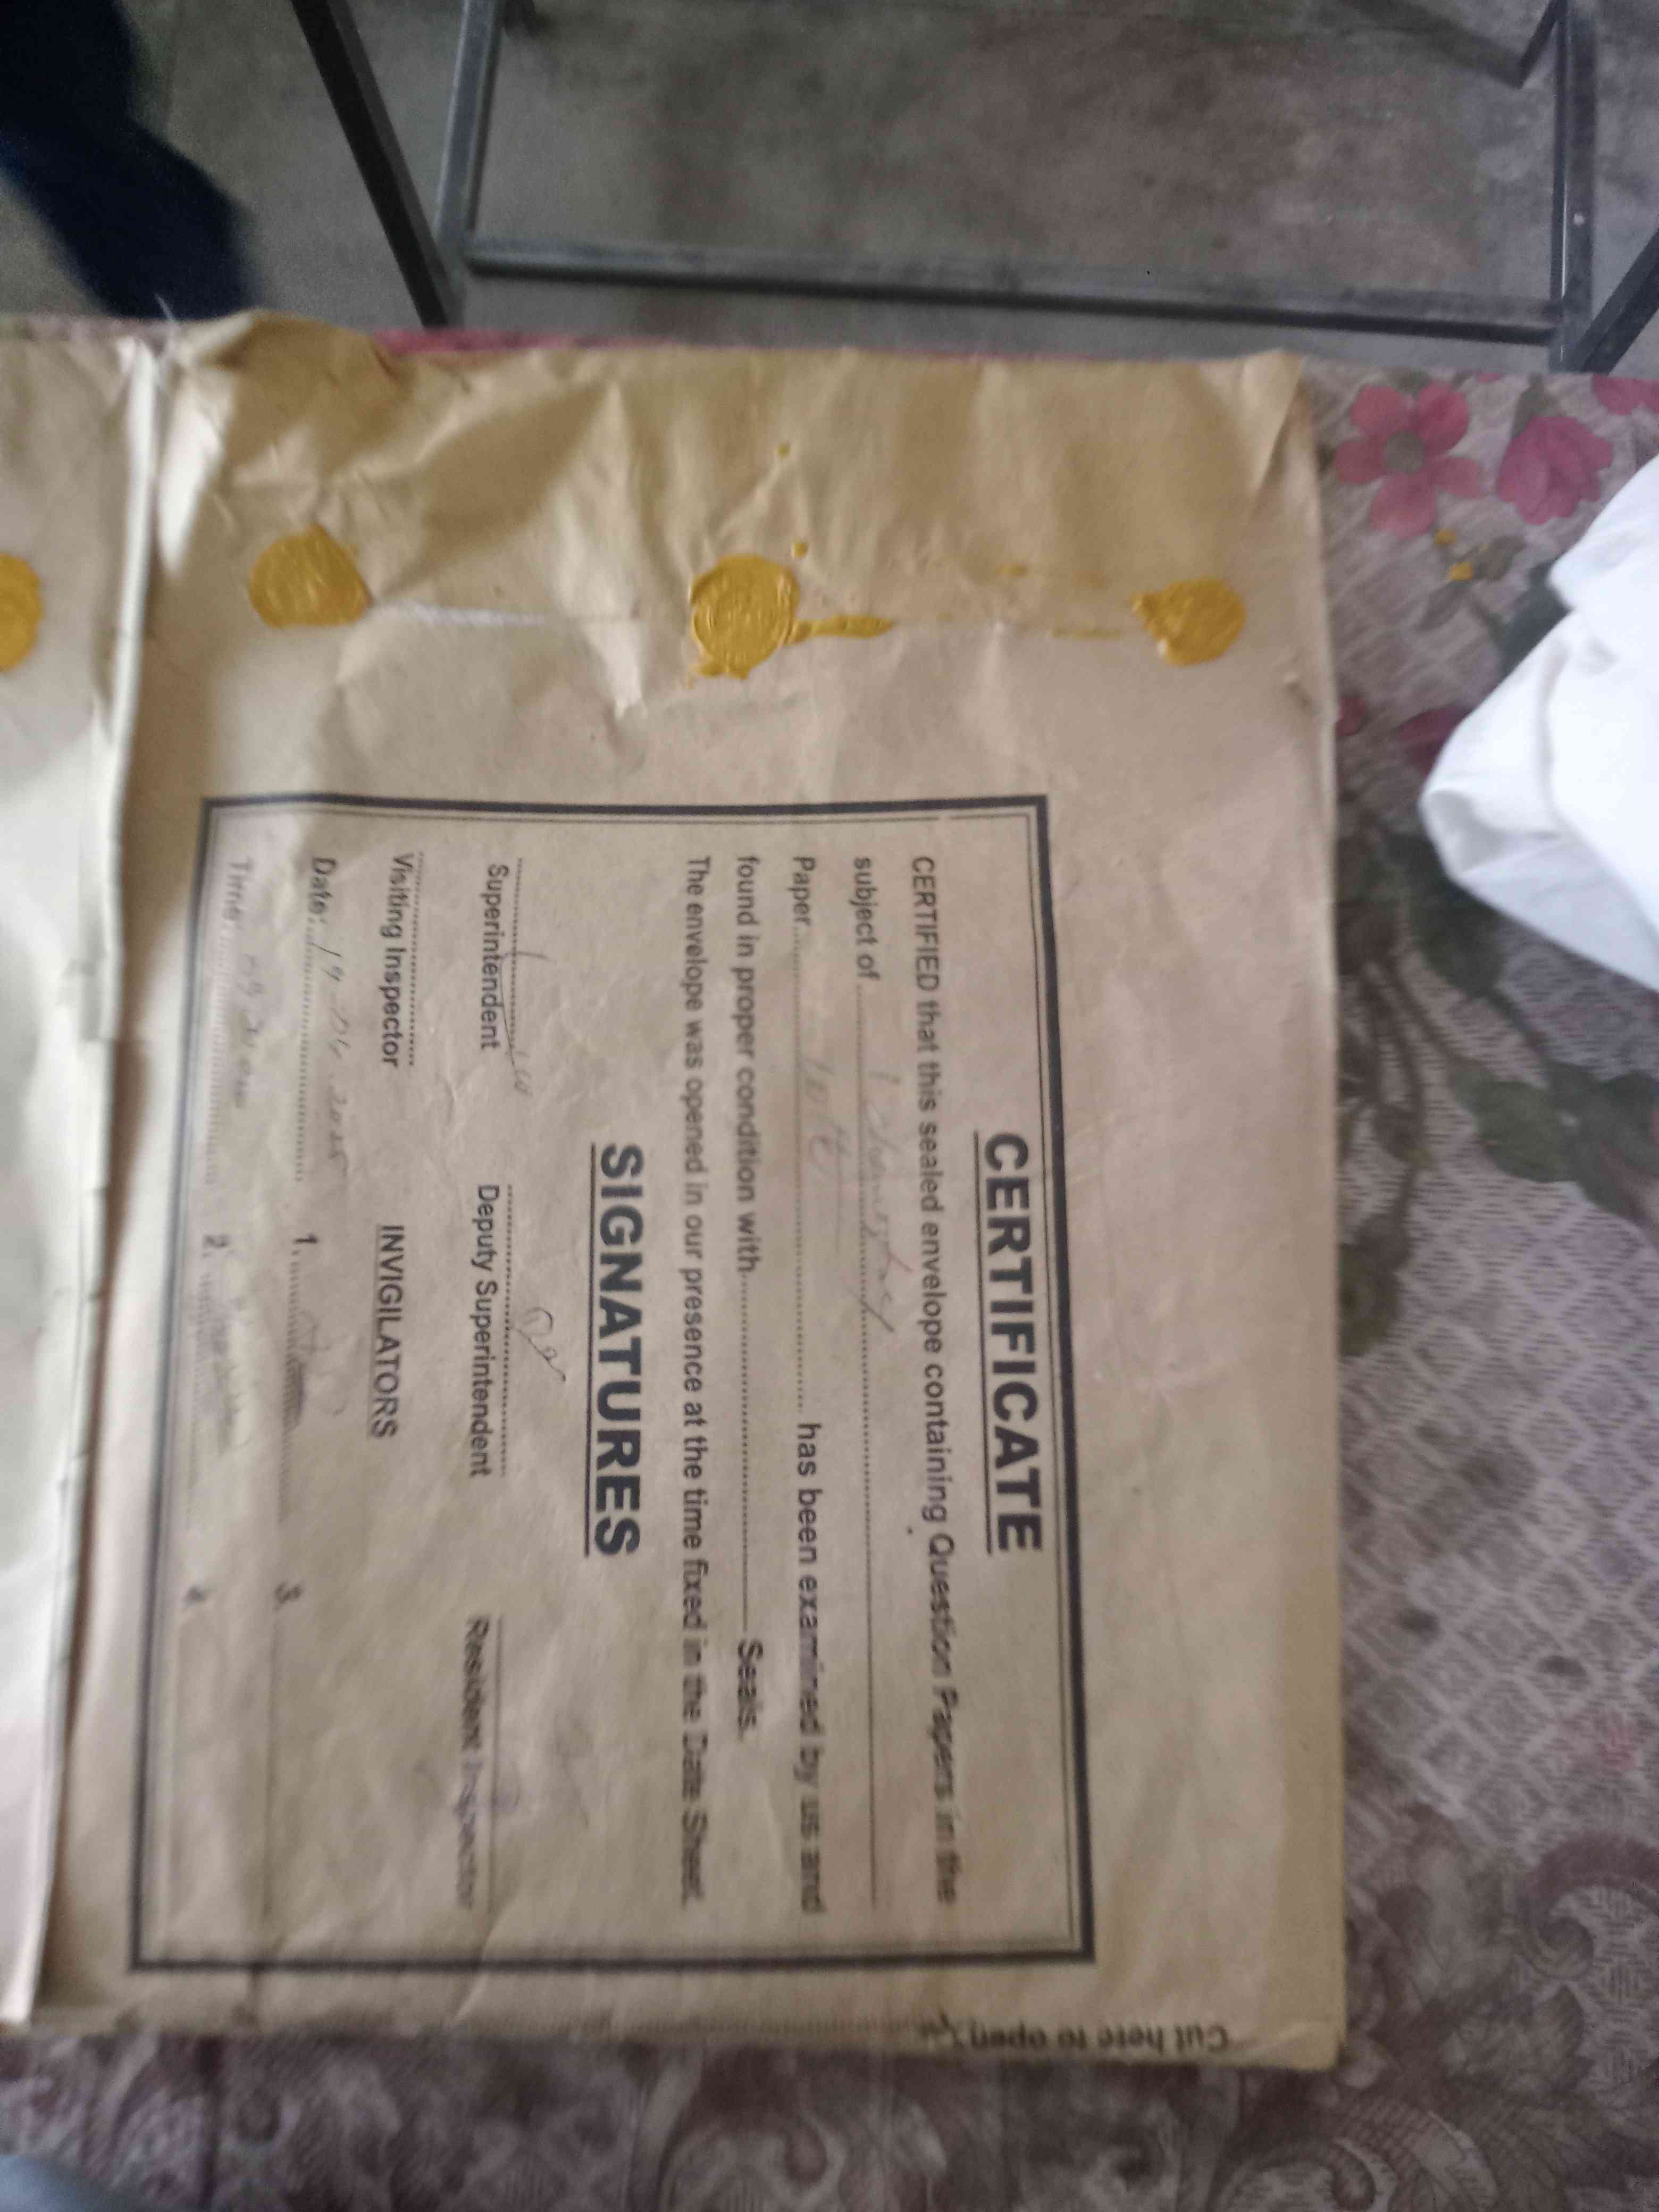 CERTIFICATE
CERTIFIED that this sealed envelope containing Question Papers in the
subject of Chemistry
Paper has been examined by us and
found in proper condition with Seals.
The envelope was opened in our presence at the time fixed in the Date Sheet.
SIGNATURES
Superintendent Deputy Superintendent Resident Inspector
Visiting Inspector INVIGILATORS
Date: 1. 3.
Time: 2. 4.
Cut here to open